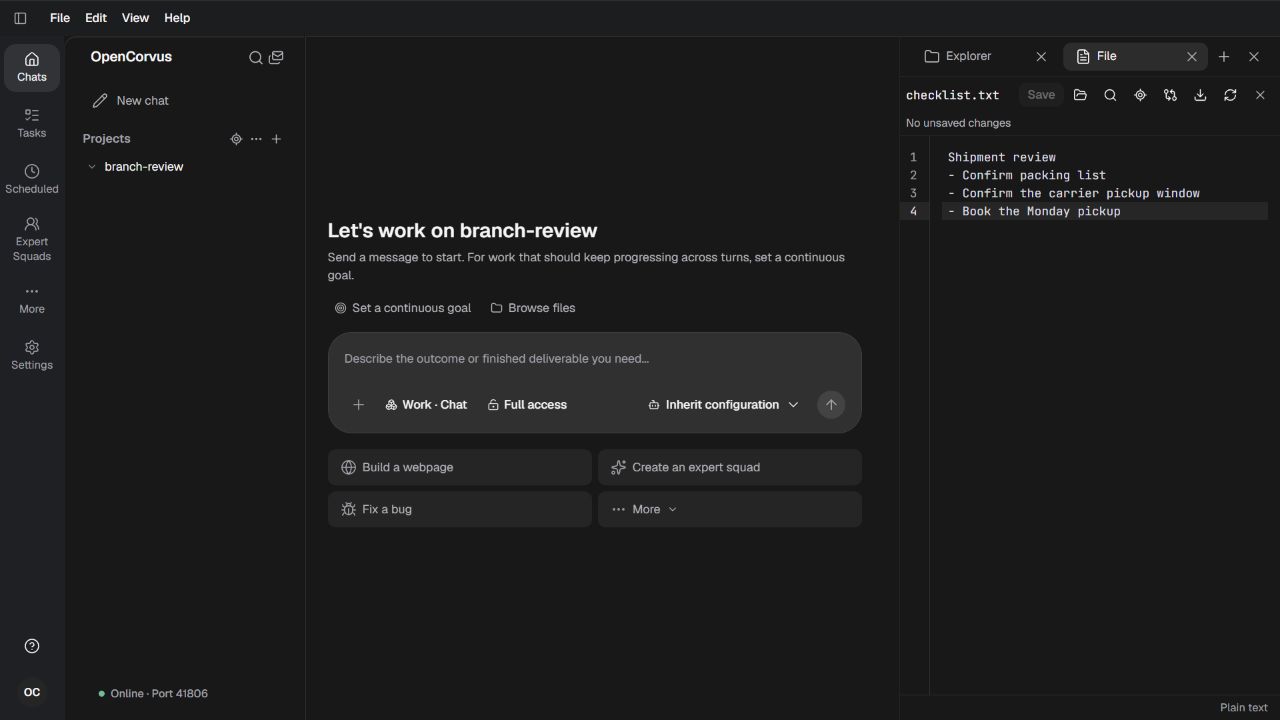 File Edit View Help
Chats
Tasks
Scheduled
Expert
Squads
More
Settings
OC
OpenCorvus
New chat
Projects
branch-review
Online · Port 41806
Let's work on branch-review
Send a message to start. For work that should keep progressing across turns, set a continuous
goal.
Set a continuous goal Browse files
Describe the outcome or finished deliverable you need...
Work · Chat Full access Inherit configuration
Build a webpage Create an expert squad
Fix a bug More
Explorer File
checklist.txt Save
No unsaved changes
1 Shipment review
2 - Confirm packing list
3 - Confirm the carrier pickup window
4 - Book the Monday pickup
Plain text